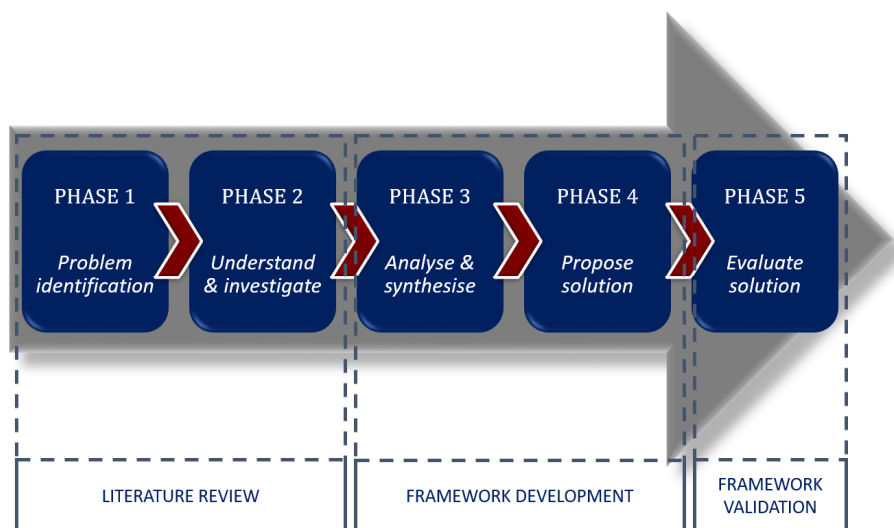 PHASE 1
Problem
identification
PHASE 2
Understand
& investigate
PHASE 3
Analyse &
synthesise
PHASE 4
Propose
solution
PHASE 5
Evaluate
solution
LITERATURE REVIEW
FRAMEWORK DEVELOPMENT
FRAMEWORK
VALIDATION